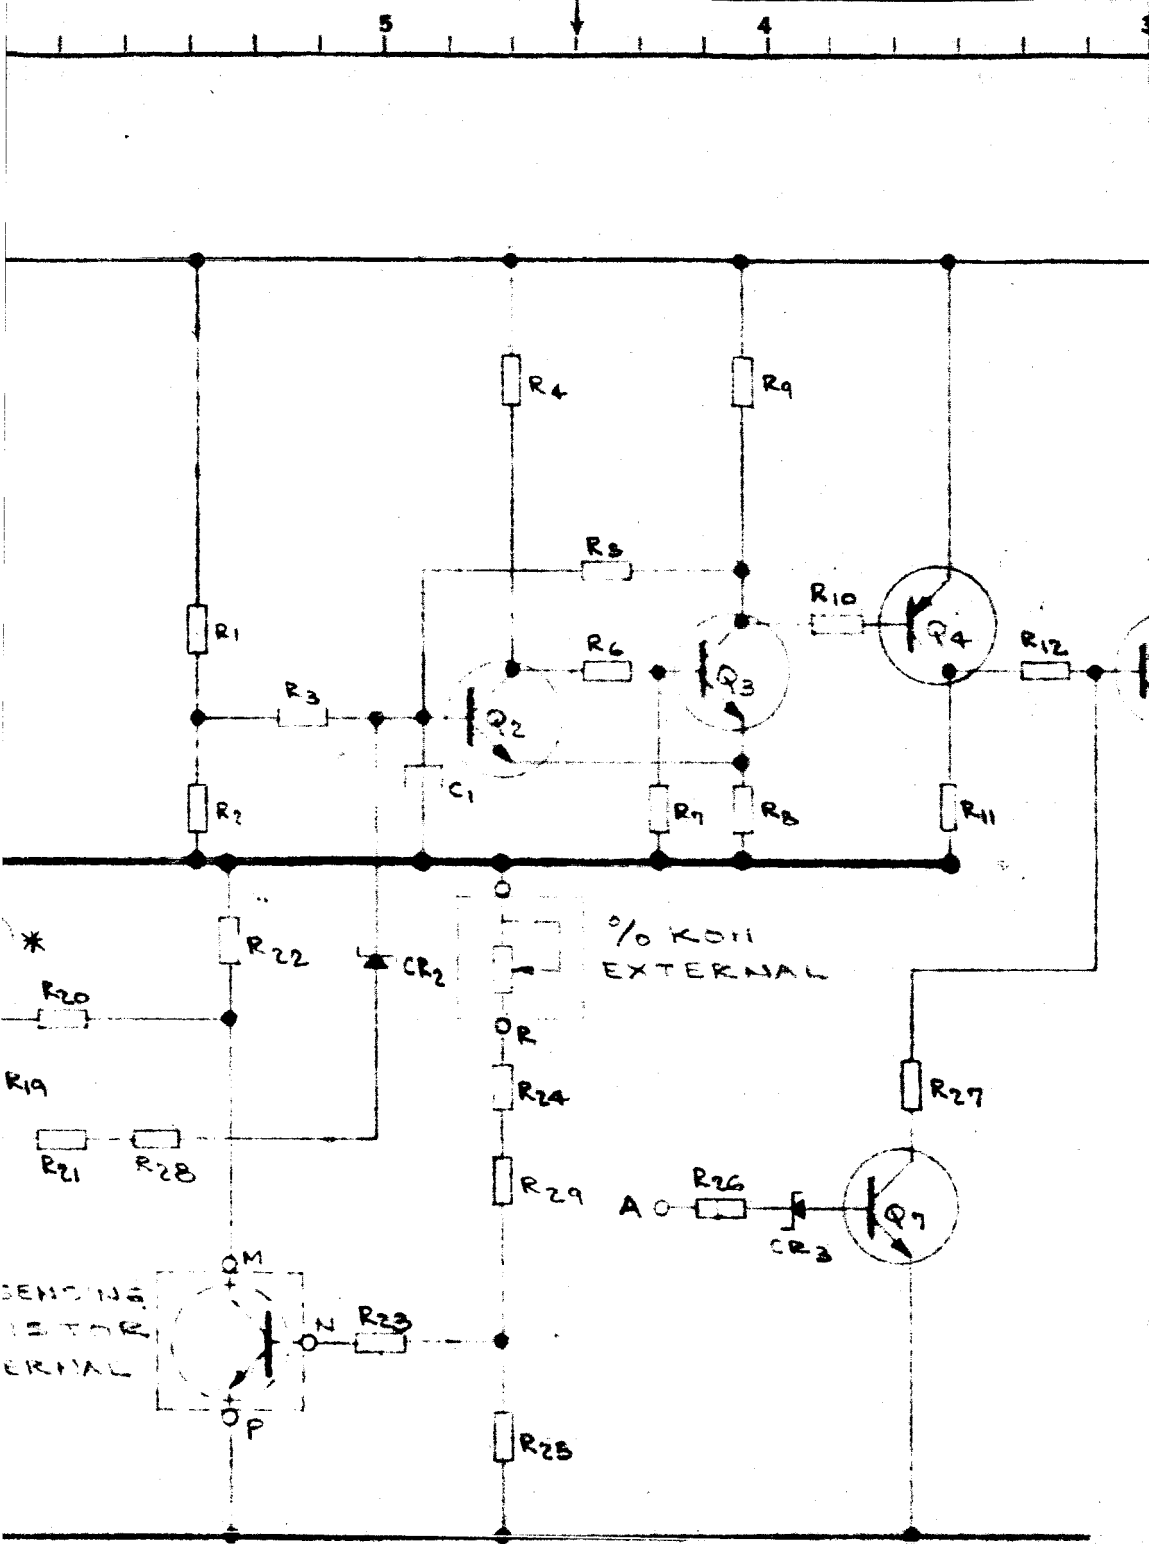 5 4
R4 R9
R5
R10
R1 R6 Q4 R12
R3 Q3
Q2
C1
R2 R7 R8 R11
*
R22 CR2
% KOH
EXTERNAL
R20
R
R19 R24 R27
R21 R28 R29 R26
A
Q7
CR3
M
N R23
P
R25